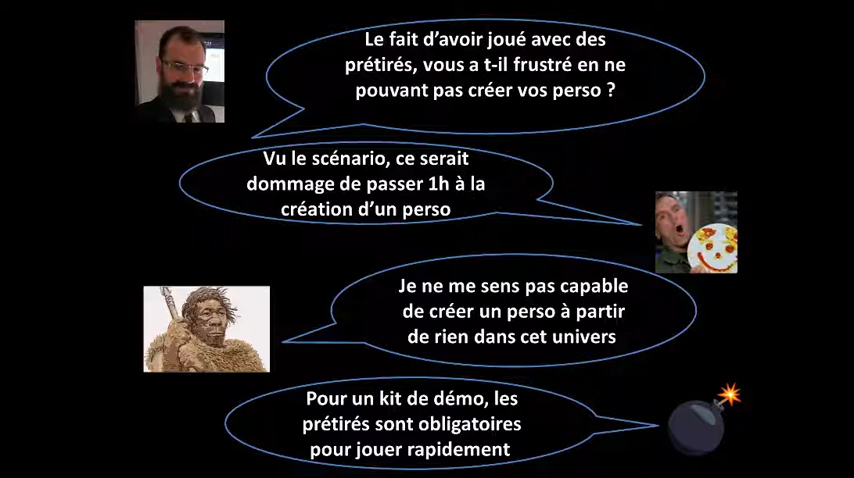 Le fait d’avoir joué avec des
prétirés, vous a t-il frustré en ne
pouvant pas créer vos perso ?
Vu le scénario, ce serait
dommage de passer 1h à la
création d’un perso
Je ne me sens pas capable
de créer un perso à partir
de rien dans cet univers
Pour un kit de démo, les
prétirés sont obligatoires
pour jouer rapidement